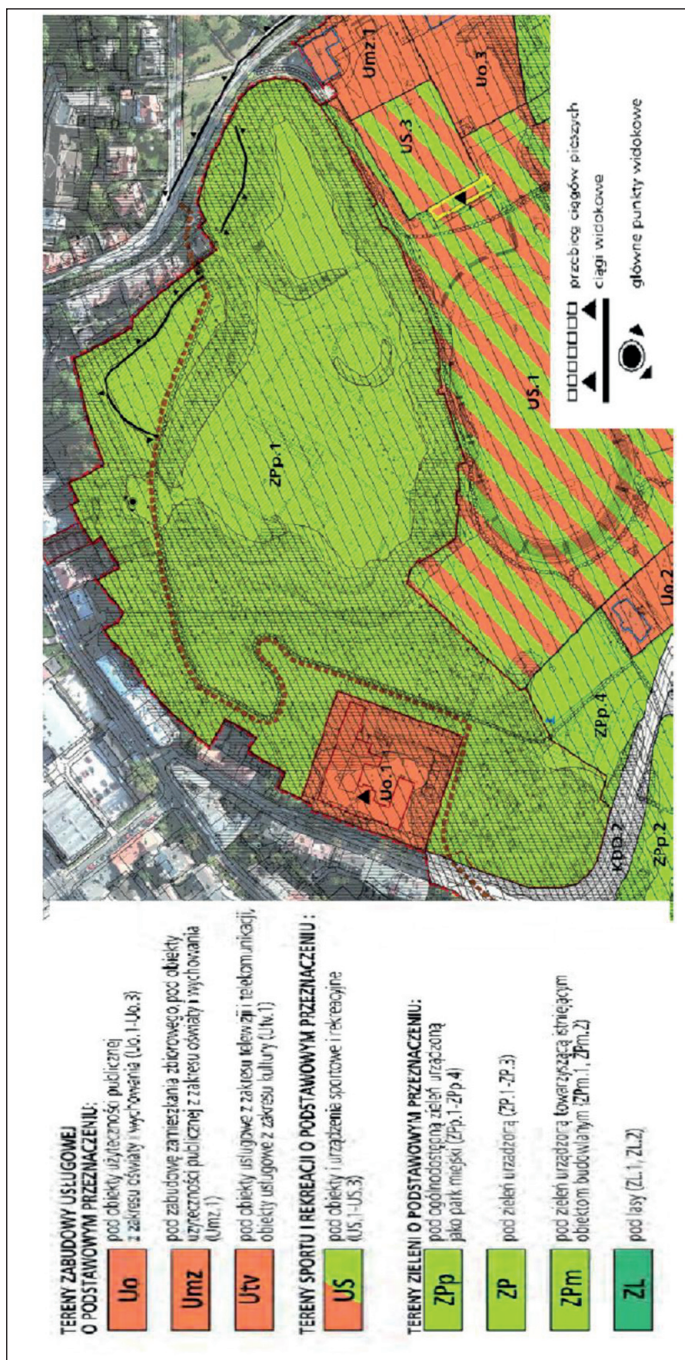 TERENY ZABUDOWY USŁUGOWEJ
O PODSTAWOWYM PRZEZNACZENIU:
Uo
pod obiekty użyteczności publicznej
z zakresu oświaty i wychowania (Uo.1-Uo.3)
Umz
pod zabudowę zamieszkania zbiorowego, pod obiekty
użyteczności publicznej z zakresu oświaty i wychowania
(Umz.1)
Utv
pod obiekty usługowe z zakresu telewizji i telekomunikacji,
obiekty usługowe z zakresu kultury (Utv.1)
TERENY SPORTU I REKREACJI O PODSTAWOWYM PRZEZNACZENIU :
US
pod obiekty i urządzenia sportowe i rekreacyjne
(US.1-US.3)
TERENY ZIELENI O PODSTAWOWYM PRZEZNACZENIU:
ZPp
pod ogólnodostępną zieleń urządzoną
jako park miejski (ZPp.1-ZPp.4)
ZP
pod zieleń urządzoną (ZP.1-ZP.3)
ZPm
pod zieleń urządzoną towarzyszącą istniejącym
obiektom budowlanym (ZPm.1, ZPm.2)
ZL
pod lasy (ZL.1, ZL.2)
Umz.1
Uo.3
US.3
ZPp.1
US.1
Uo.1
Uo.2
ZPp.4
KDD.2
ZPp.2
przebieg ciągów pieszych
ciągi widokowe
główne punkty widokowe